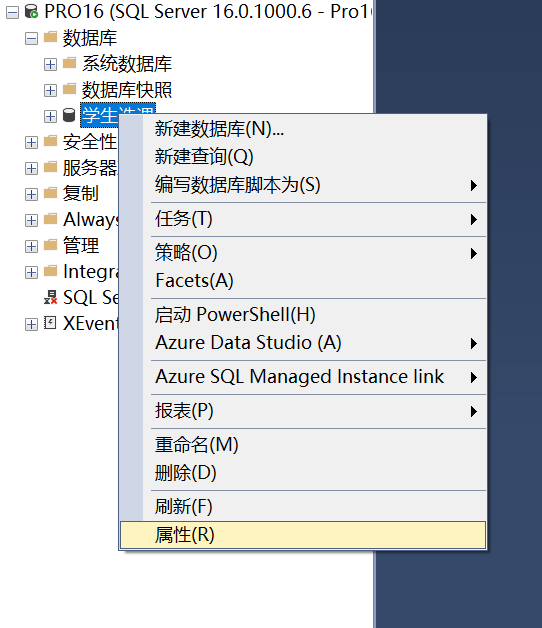 PRO16 (SQL Server 16.0.1000.6 - Pro16
数据库
系统数据库
数据库快照
学生选课
安全性
服务器
复制
Always
管理
Integra
SQL Se
XEvent
新建数据库(N)...
新建查询(Q)
编写数据库脚本为(S)
任务(T)
策略(O)
Facets(A)
启动 PowerShell(H)
Azure Data Studio (A)
Azure SQL Managed Instance link
报表(P)
重命名(M)
删除(D)
刷新(F)
属性(R)